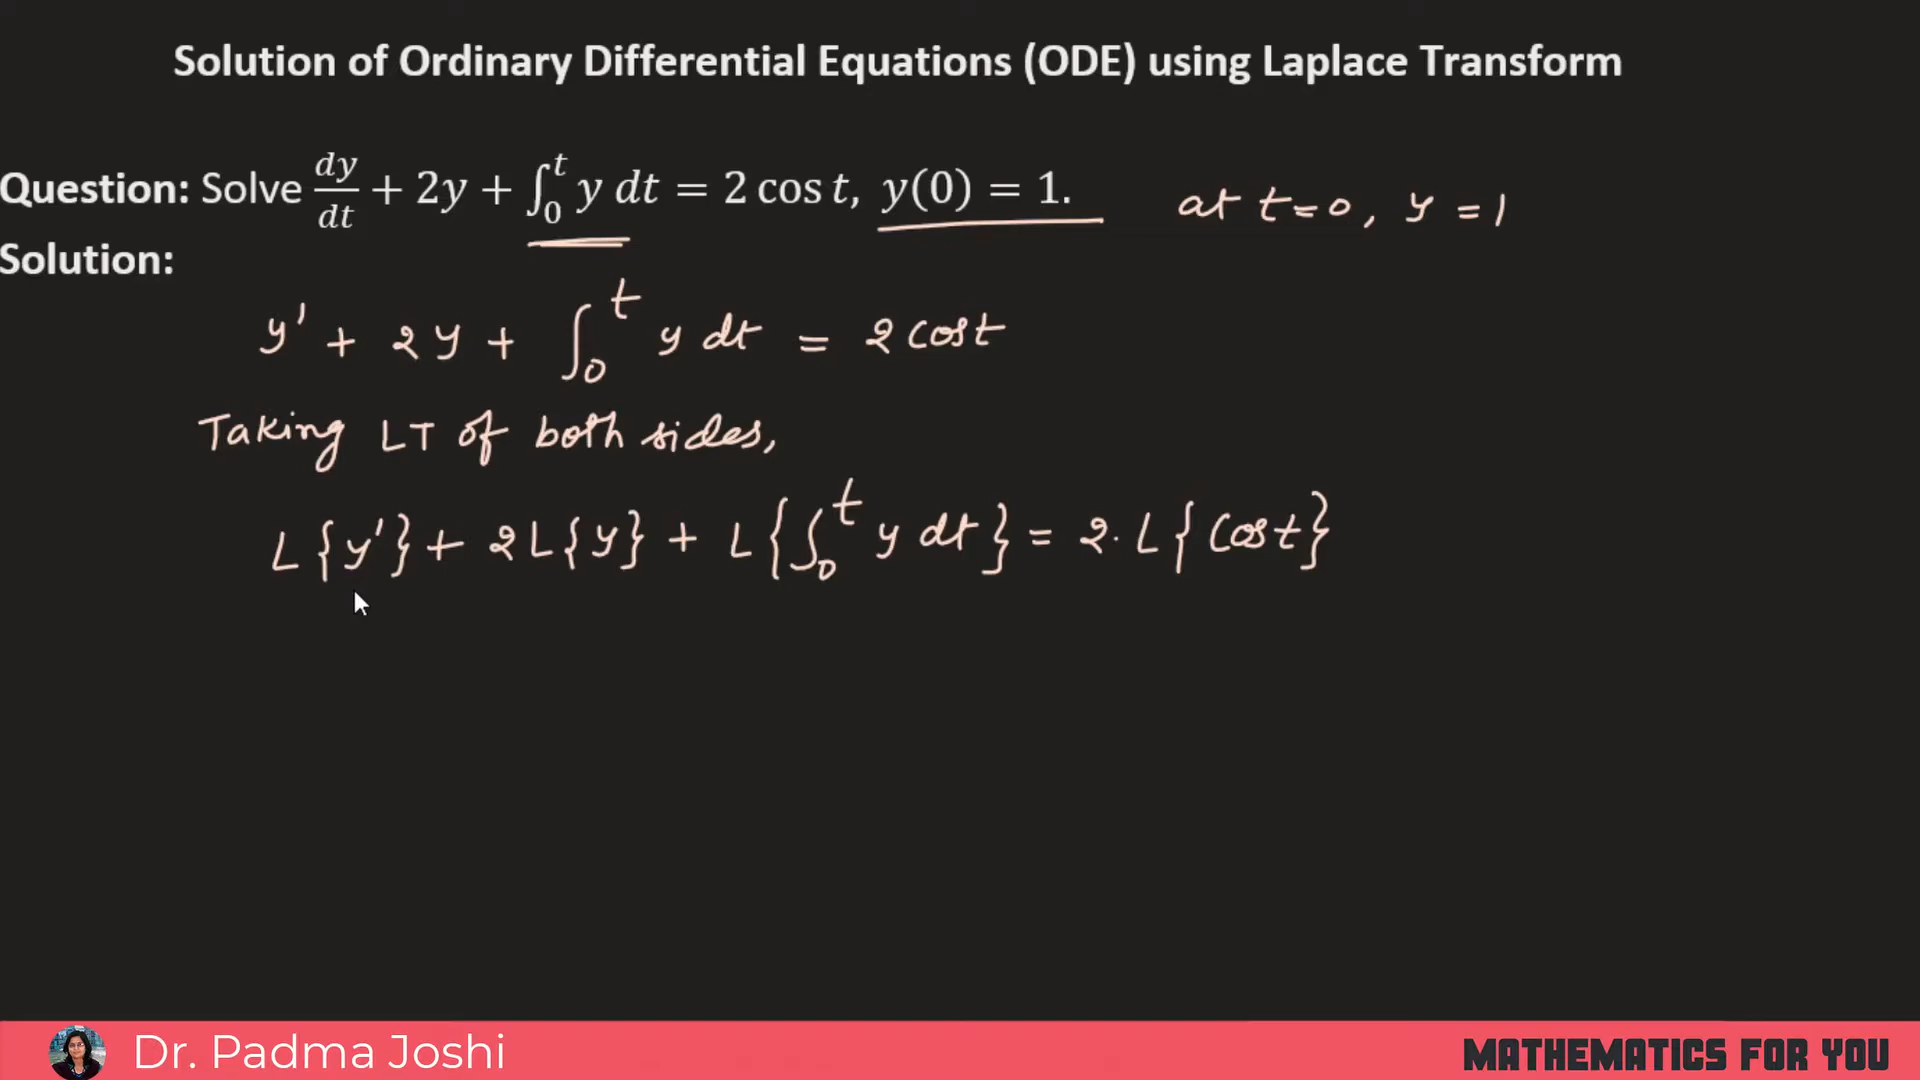 Solution of Ordinary Differential Equations (ODE) using Laplace Transform
Question: Solve dy/dt + 2y + ∫₀ᵗ y dt = 2 cos t, y(0) = 1.
at t=0, y=1
Solution:
y' + 2y + ∫₀ᵗ y dt = 2 cost
Taking LT of both sides,
L{y'} + 2L{y} + L{∫₀ᵗ y dt} = 2·L{cost}
Dr. Padma Joshi
MATHEMATICS FOR YOU